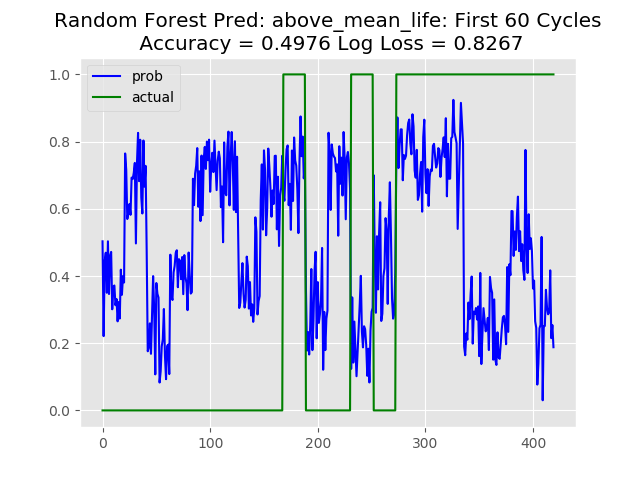 Random Forest Pred: above_mean_life: First 60 Cycles
Accuracy = 0.4976 Log Loss = 0.8267
1.0
prob
actual
0.8
0.6
0.4
0.2
0.0
0 100 200 300 400